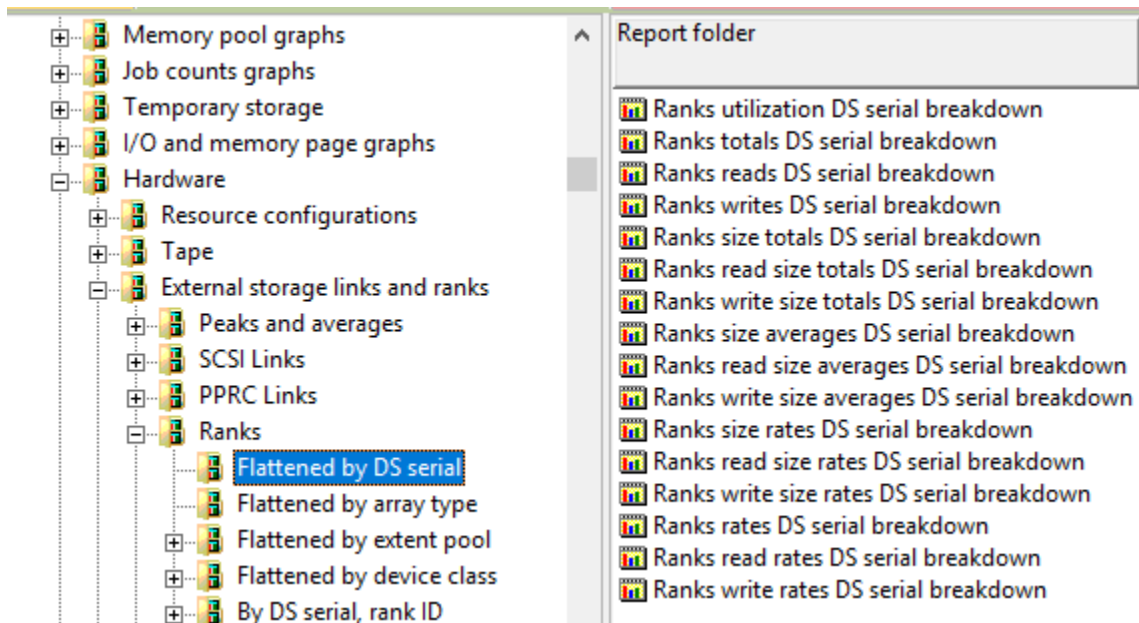 Memory pool graphs
Job counts graphs
Temporary storage
I/O and memory page graphs
Hardware
Resource configurations
Tape
External storage links and ranks
Peaks and averages
SCSI Links
PPRC Links
Ranks
Flattened by DS serial
Flattened by array type
Flattened by extent pool
Flattened by device class
By DS serial, rank ID
Report folder
Ranks utilization DS serial breakdown
Ranks totals DS serial breakdown
Ranks reads DS serial breakdown
Ranks writes DS serial breakdown
Ranks size totals DS serial breakdown
Ranks read size totals DS serial breakdown
Ranks write size totals DS serial breakdown
Ranks size averages DS serial breakdown
Ranks read size averages DS serial breakdown
Ranks write size averages DS serial breakdown
Ranks size rates DS serial breakdown
Ranks read size rates DS serial breakdown
Ranks write size rates DS serial breakdown
Ranks rates DS serial breakdown
Ranks read rates DS serial breakdown
Ranks write rates DS serial breakdown